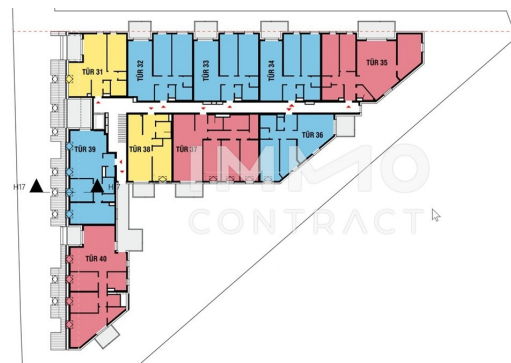 TÜR 31
TÜR 32
TÜR 33
TÜR 34
TÜR 35
TÜR 39
TÜR 38
TÜR 37
TÜR 36
IMMO
CONTRACT
H17
H17
TÜR 40